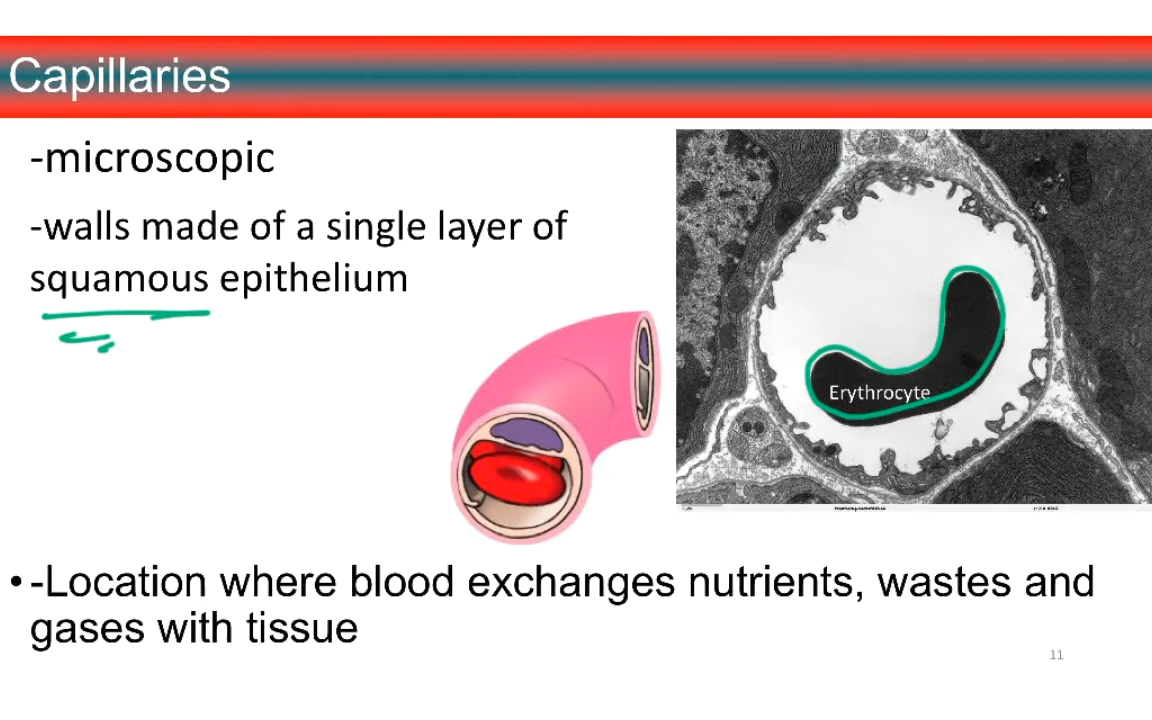 Capillaries
-microscopic
-walls made of a single layer of
squamous epithelium
Erythrocyte
• -Location where blood exchanges nutrients, wastes and
gases with tissue
11